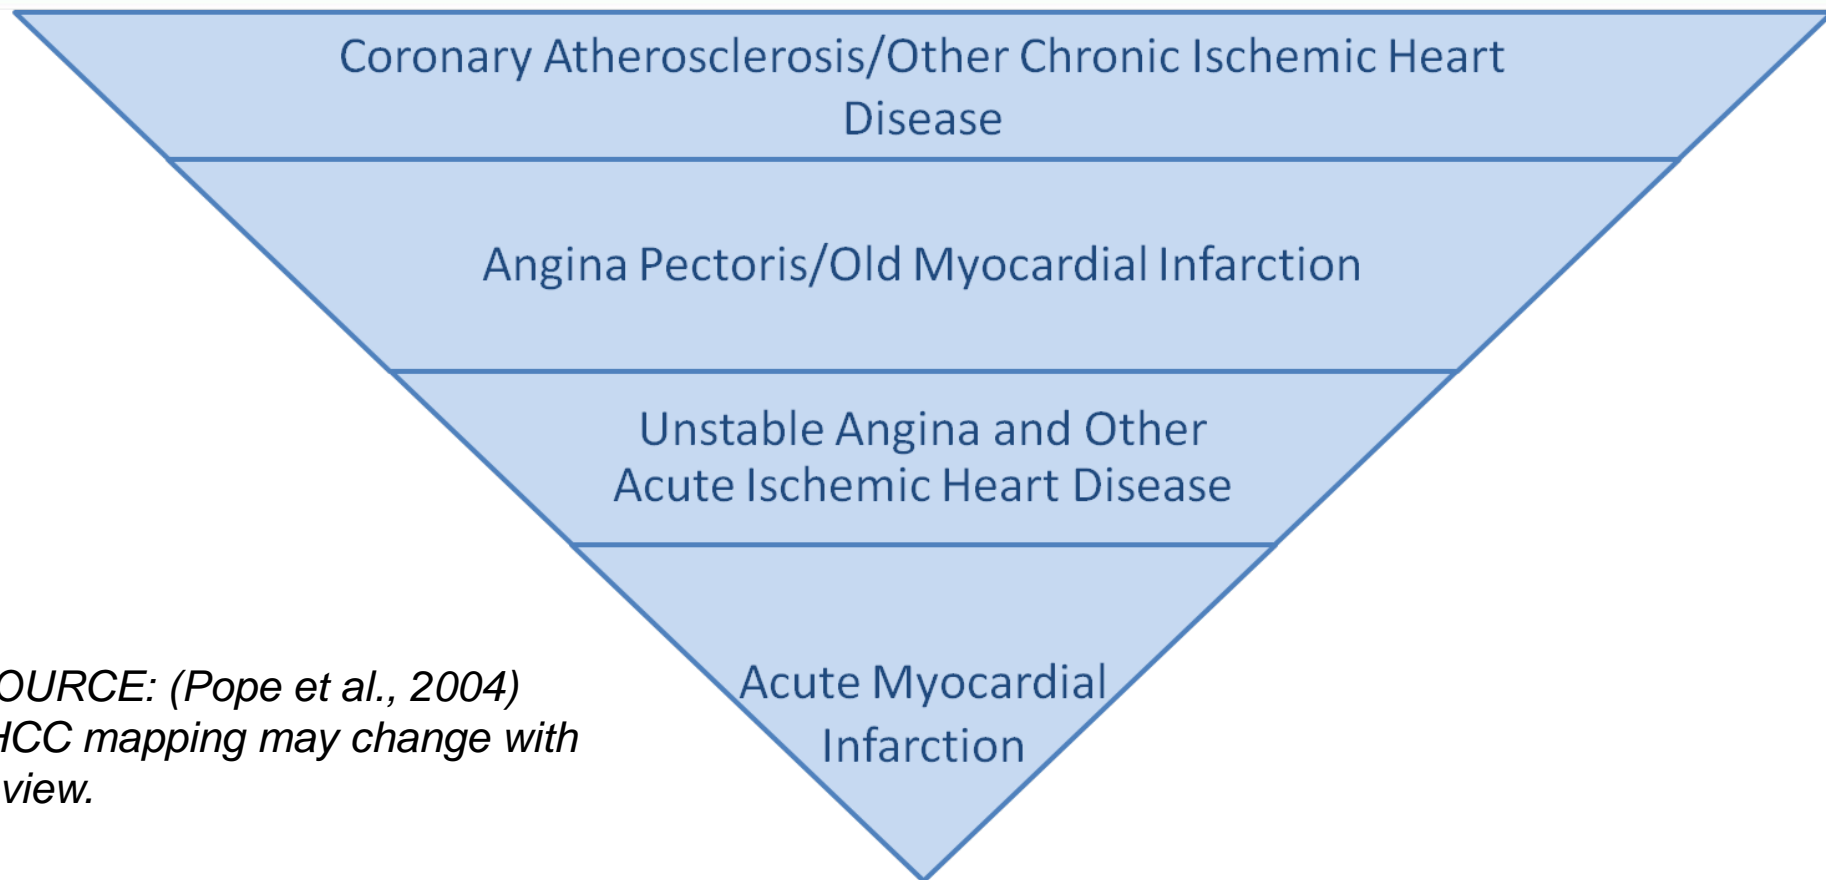 Coronary Atherosclerosis/Other Chronic Ischemic Heart
Disease
Angina Pectoris/Old Myocardial Infarction
Unstable Angina and Other
Acute Ischemic Heart Disease
Acute Myocardial
Infarction
OURCE: (Pope et al., 2004)
HCC mapping may change with
view.